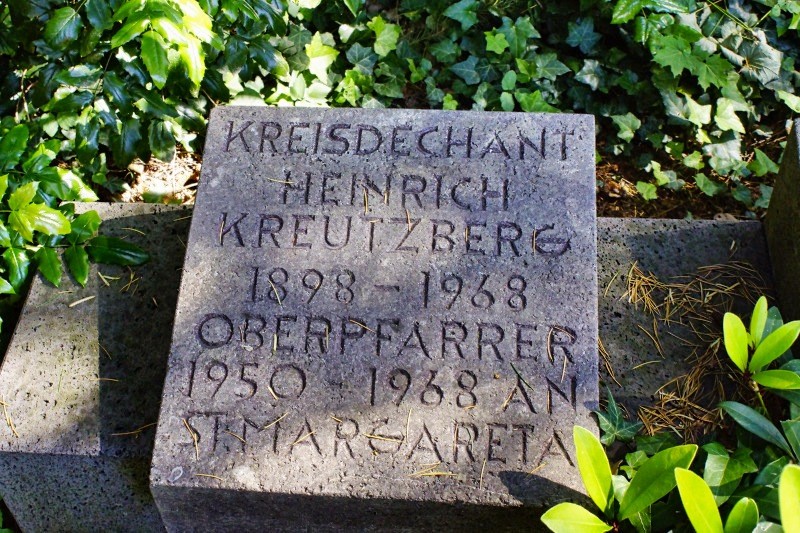 KREISDECHANT
HEINRICH
KREUTZBERG
1898 - 1968
OBERPFARRER
1950 - 1968 AN
ST. MARGARETA